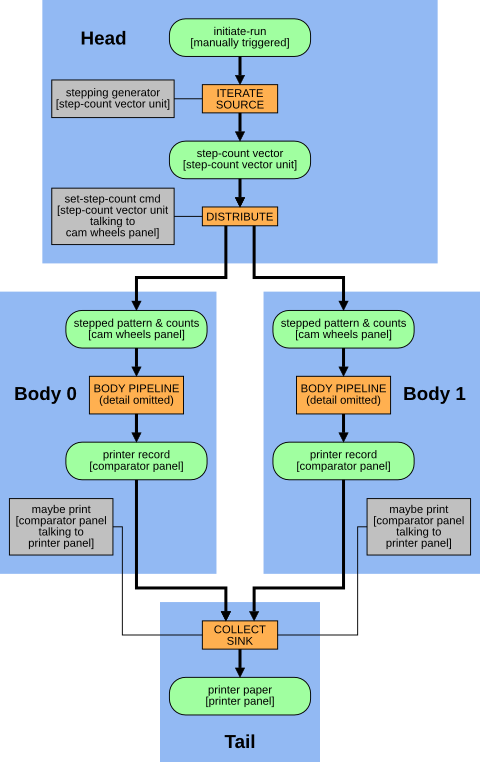 Head
initiate-run
[manually triggered]
stepping generator
[step-count vector unit]
ITERATE
SOURCE
step-count vector
[step-count vector unit]
set-step-count cmd
[step-count vector unit
talking to
cam wheels panel]
DISTRIBUTE
stepped pattern & counts
[cam wheels panel]
stepped pattern & counts
[cam wheels panel]
Body 0
BODY PIPELINE
(detail omitted)
BODY PIPELINE
(detail omitted)
Body 1
printer record
[comparator panel]
printer record
[comparator panel]
maybe print
[comparator panel
talking to
printer panel]
maybe print
[comparator panel
talking to
printer panel]
COLLECT
SINK
printer paper
[printer panel]
Tail